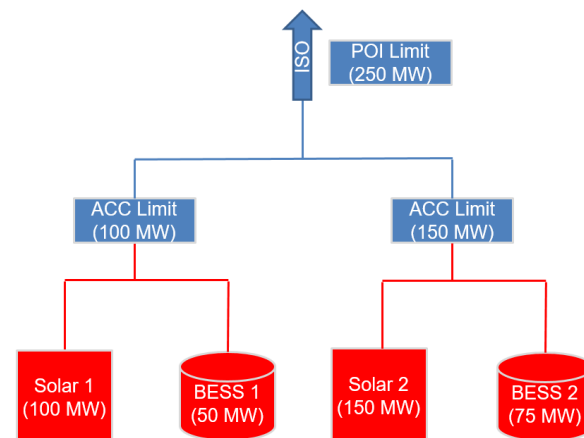 ISO
POI Limit
(250 MW)
ACC Limit
(100 MW)
ACC Limit
(150 MW)
Solar 1
(100 MW)
BESS 1
(50 MW)
Solar 2
(150 MW)
BESS 2
(75 MW)